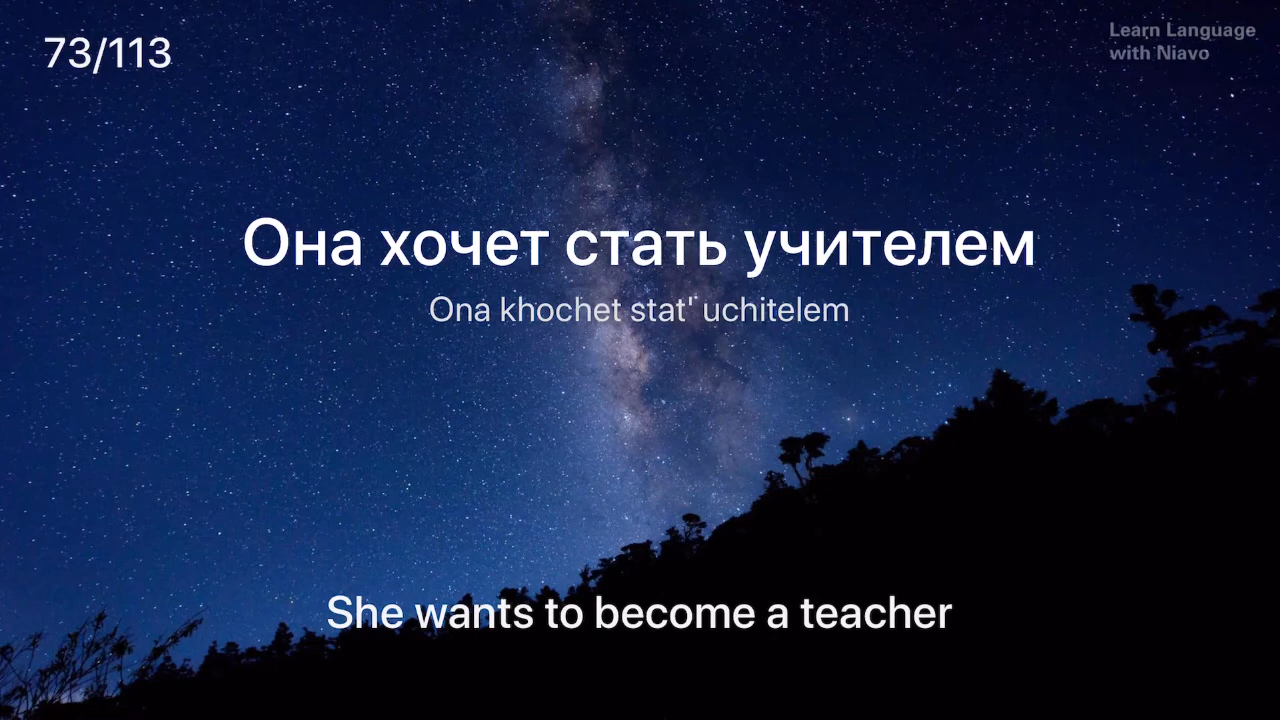 73/113
Learn Language
with Niavo
Она хочет стать учителем
Ona khochet stat' uchitelem
She wants to become a teacher